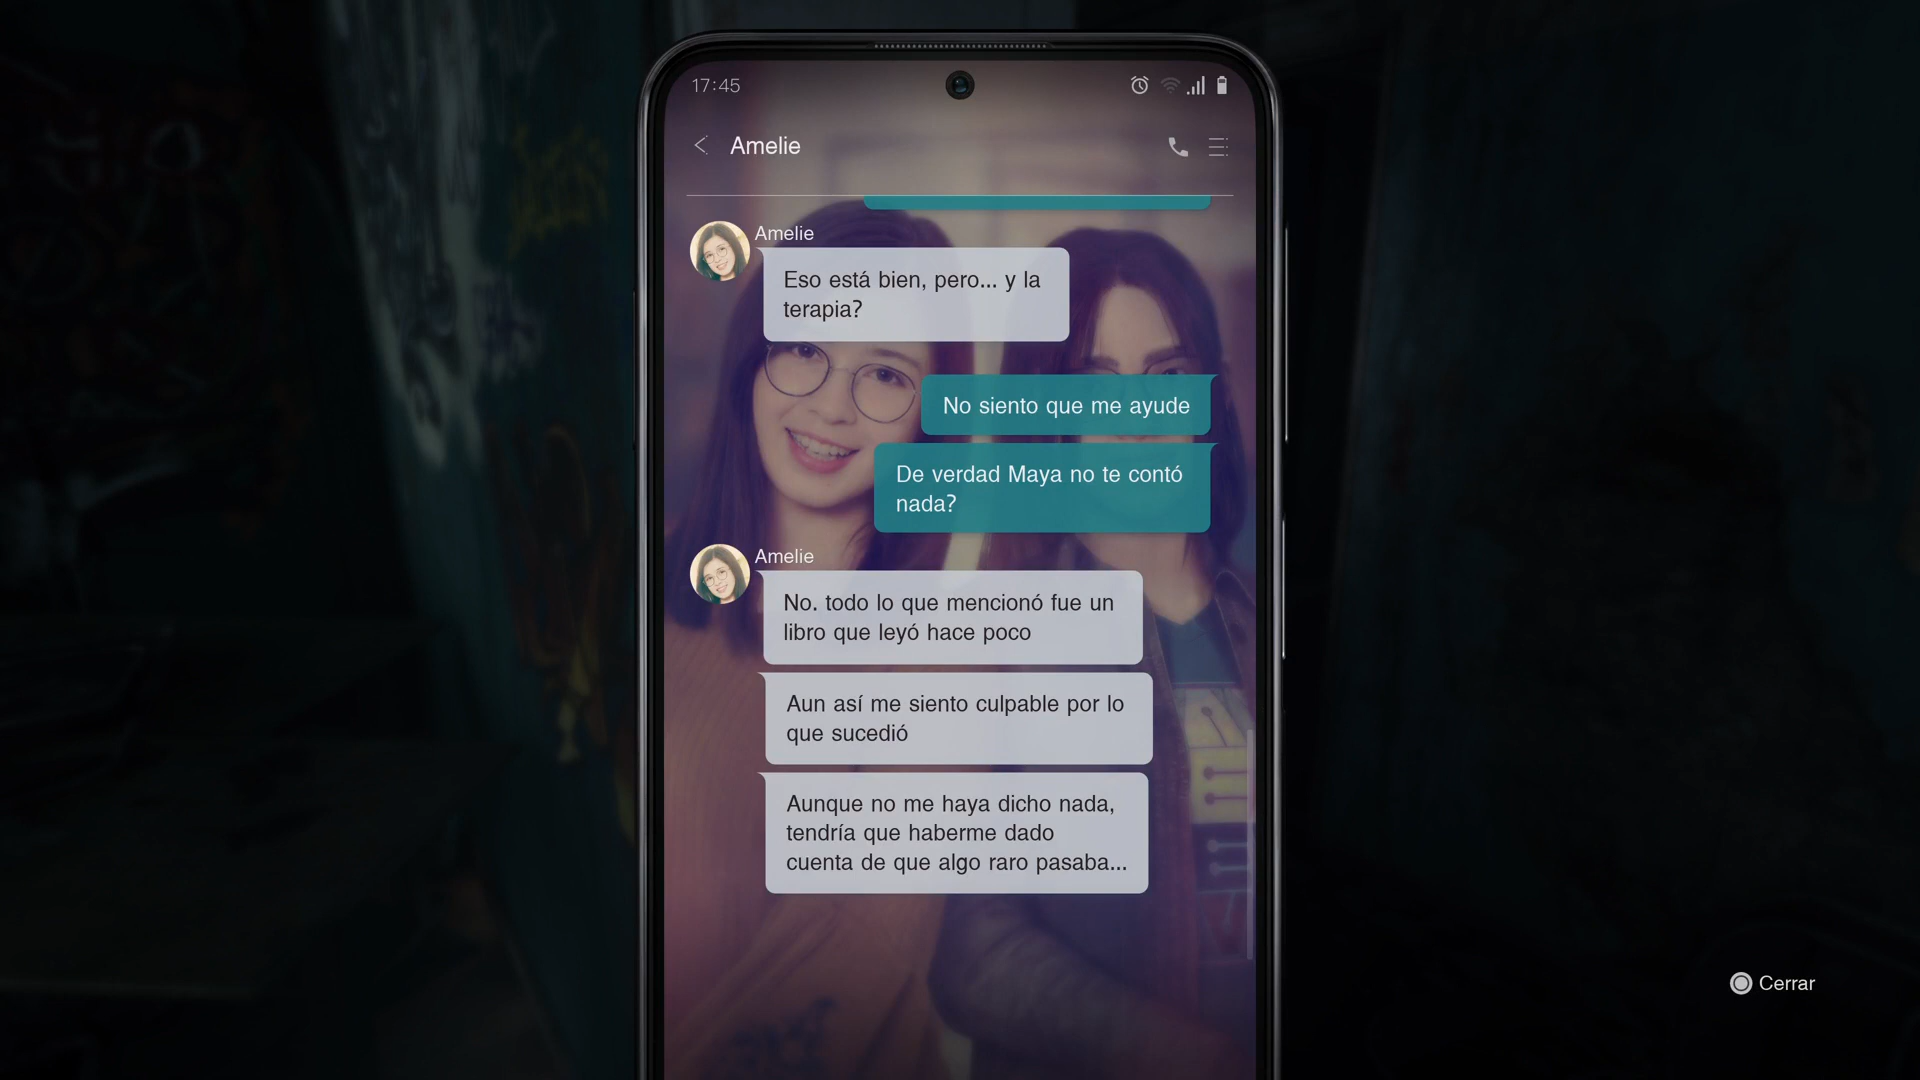 17:45
Amelie
Amelie
Eso está bien, pero... y la
terapia?
No siento que me ayude
De verdad Maya no te contó
nada?
Amelie
No. todo lo que mencionó fue un
libro que leyó hace poco
Aun así me siento culpable por lo
que sucedió
Aunque no me haya dicho nada,
tendría que haberme dado
cuenta de que algo raro pasaba...
Cerrar